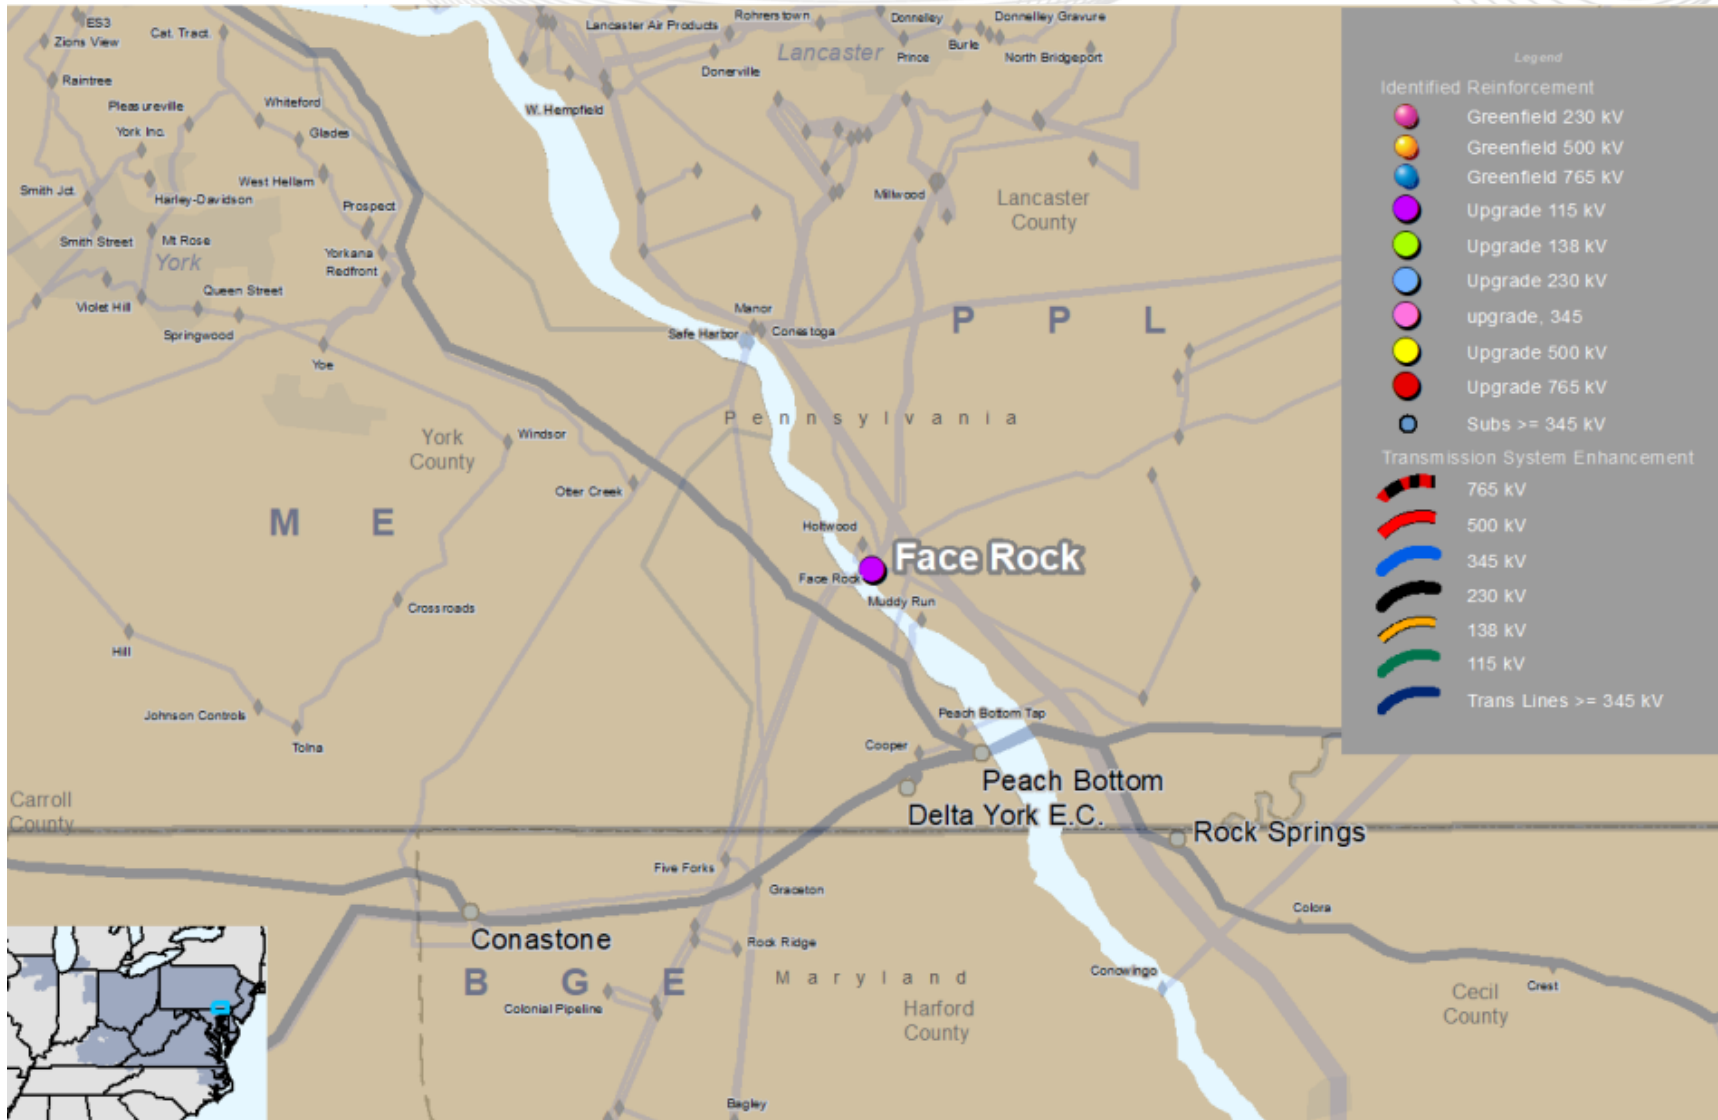 ES3
Zions View
Cat. Tract.
Raintree
Pleasureville
Whiteford
York Inc.
Glades
West Hellam
Smith Jct.
Harley-Davidson
Prospect
Smith Street
Mt Rose
York
Yorkana
Redfront
Queen Street
Violet Hill
Springwood
Yoe
York
County
Windsor
Otter Creek
M E
Crossroads
Hill
Johnson Controls
Tolna
Lancaster Air Products
Rohrerstown
Donnelley
Donnelley Gravure
Lancaster
Prince
Burle
North Bridgeport
Donerville
W. Hempfield
Millwood
Lancaster
County
Manor
Safe Harbor
Conestoga
P P L
Pennsylvania
Holtwood
Face Rock
Face Rock
Muddy Run
Peach Bottom Tap
Cooper
Peach Bottom
Delta York E.C.
Rock Springs
Carroll
County
Five Forks
Graceton
Conastone
Rock Ridge
B G E
Maryland
Colonial Pipeline
Harford
County
Conowingo
Colora
Cecil
County
Crest
Bagley
Legend
Identified Reinforcement
Greenfield 230 kV
Greenfield 500 kV
Greenfield 765 kV
Upgrade 115 kV
Upgrade 138 kV
Upgrade 230 kV
upgrade, 345
Upgrade 500 kV
Upgrade 765 kV
Subs >= 345 kV
Transmission System Enhancement
765 kV
500 kV
345 kV
230 kV
138 kV
115 kV
Trans Lines >= 345 kV